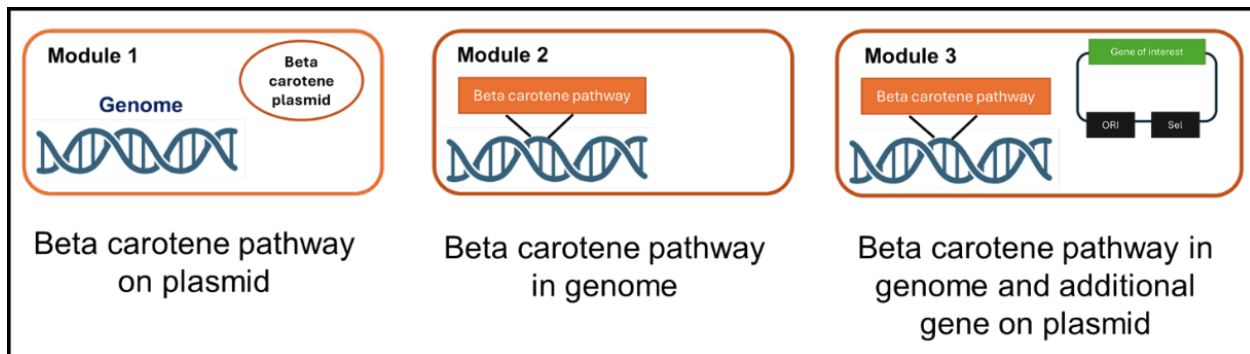 Module 1
Beta
carotene
plasmid
Genome
Beta carotene pathway
on plasmid
Module 2
Beta carotene pathway
Beta carotene pathway
in genome
Module 3
Gene of interest
Beta carotene pathway
ORI
Sel
Beta carotene pathway in
genome and additional
gene on plasmid